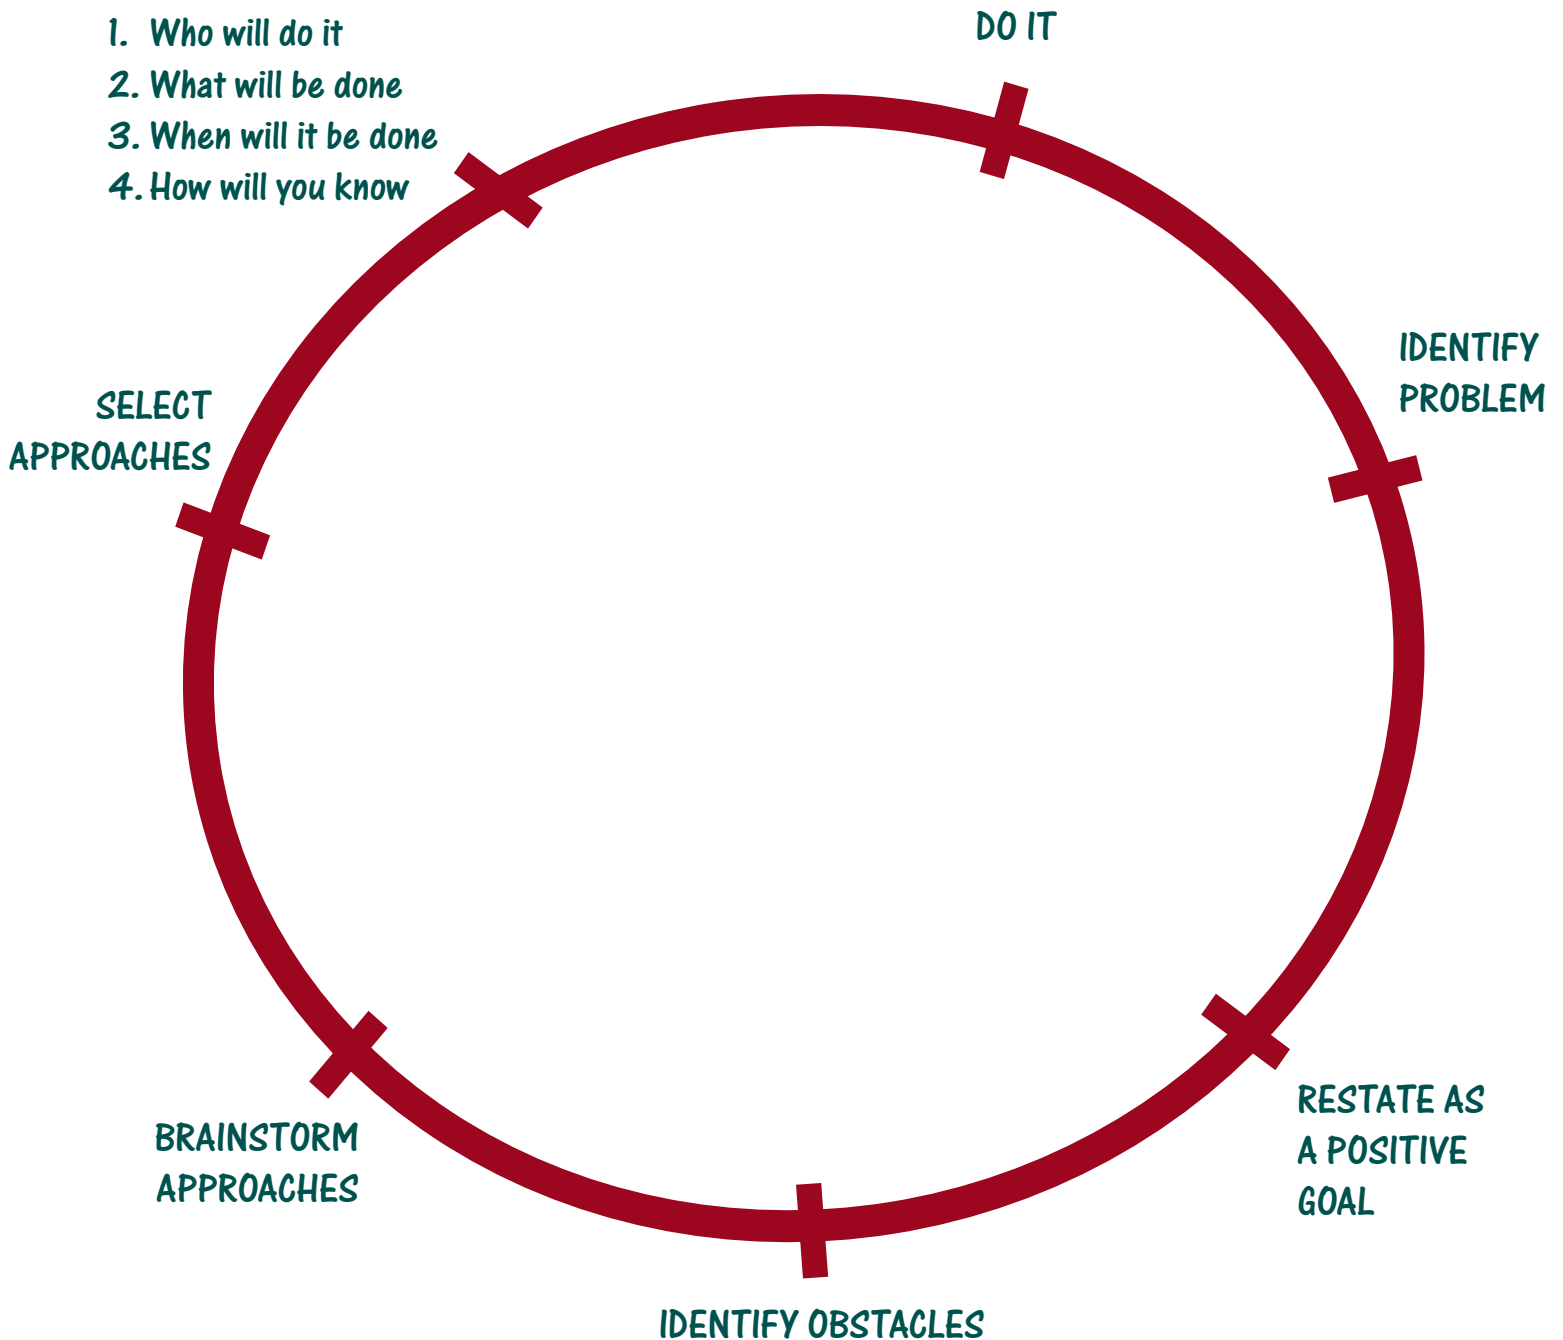 1. Who will do it
2. What will be done
3. When will it be done
4. How will you know
DO IT
IDENTIFY
PROBLEM
RESTATE AS
A POSITIVE
GOAL
IDENTIFY OBSTACLES
BRAINSTORM
APPROACHES
SELECT
APPROACHES